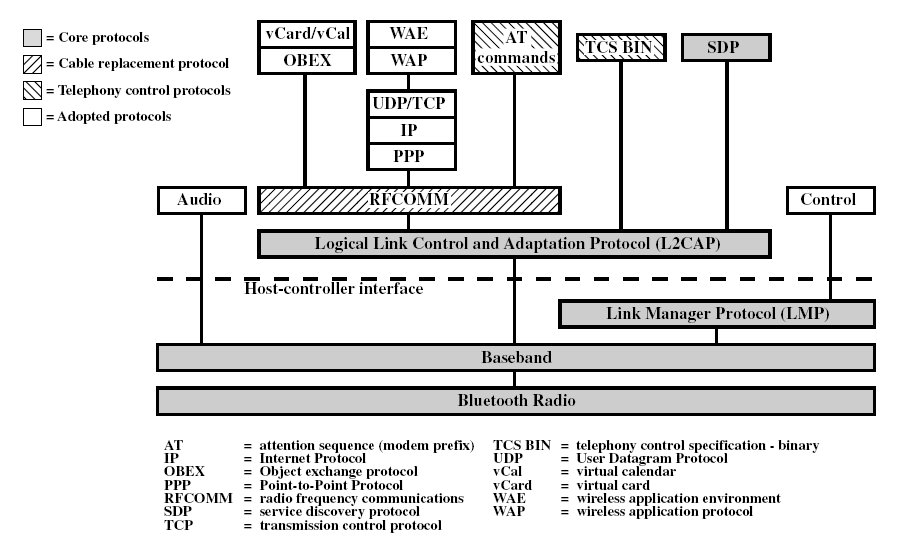 = Core protocols
= Cable replacement protocol
= Telephony control protocols
= Adopted protocols
vCard/vCal
OBEX
WAE
WAP
UDP/TCP
IP
PPP
AT
commands
TCS BIN
SDP
Audio
RFCOMM
Control
Logical Link Control and Adaptation Protocol (L2CAP)
Host-controller interface
Link Manager Protocol (LMP)
Baseband
Bluetooth Radio
AT = attention sequence (modem prefix)
IP = Internet Protocol
OBEX = Object exchange protocol
PPP = Point-to-Point Protocol
RFCOMM = radio frequency communications
SDP = service discovery protocol
TCP = transmission control protocol
TCS BIN = telephony control specification - binary
UDP = User Datagram Protocol
vCal = virtual calendar
vCard = virtual card
WAE = wireless application environment
WAP = wireless application protocol